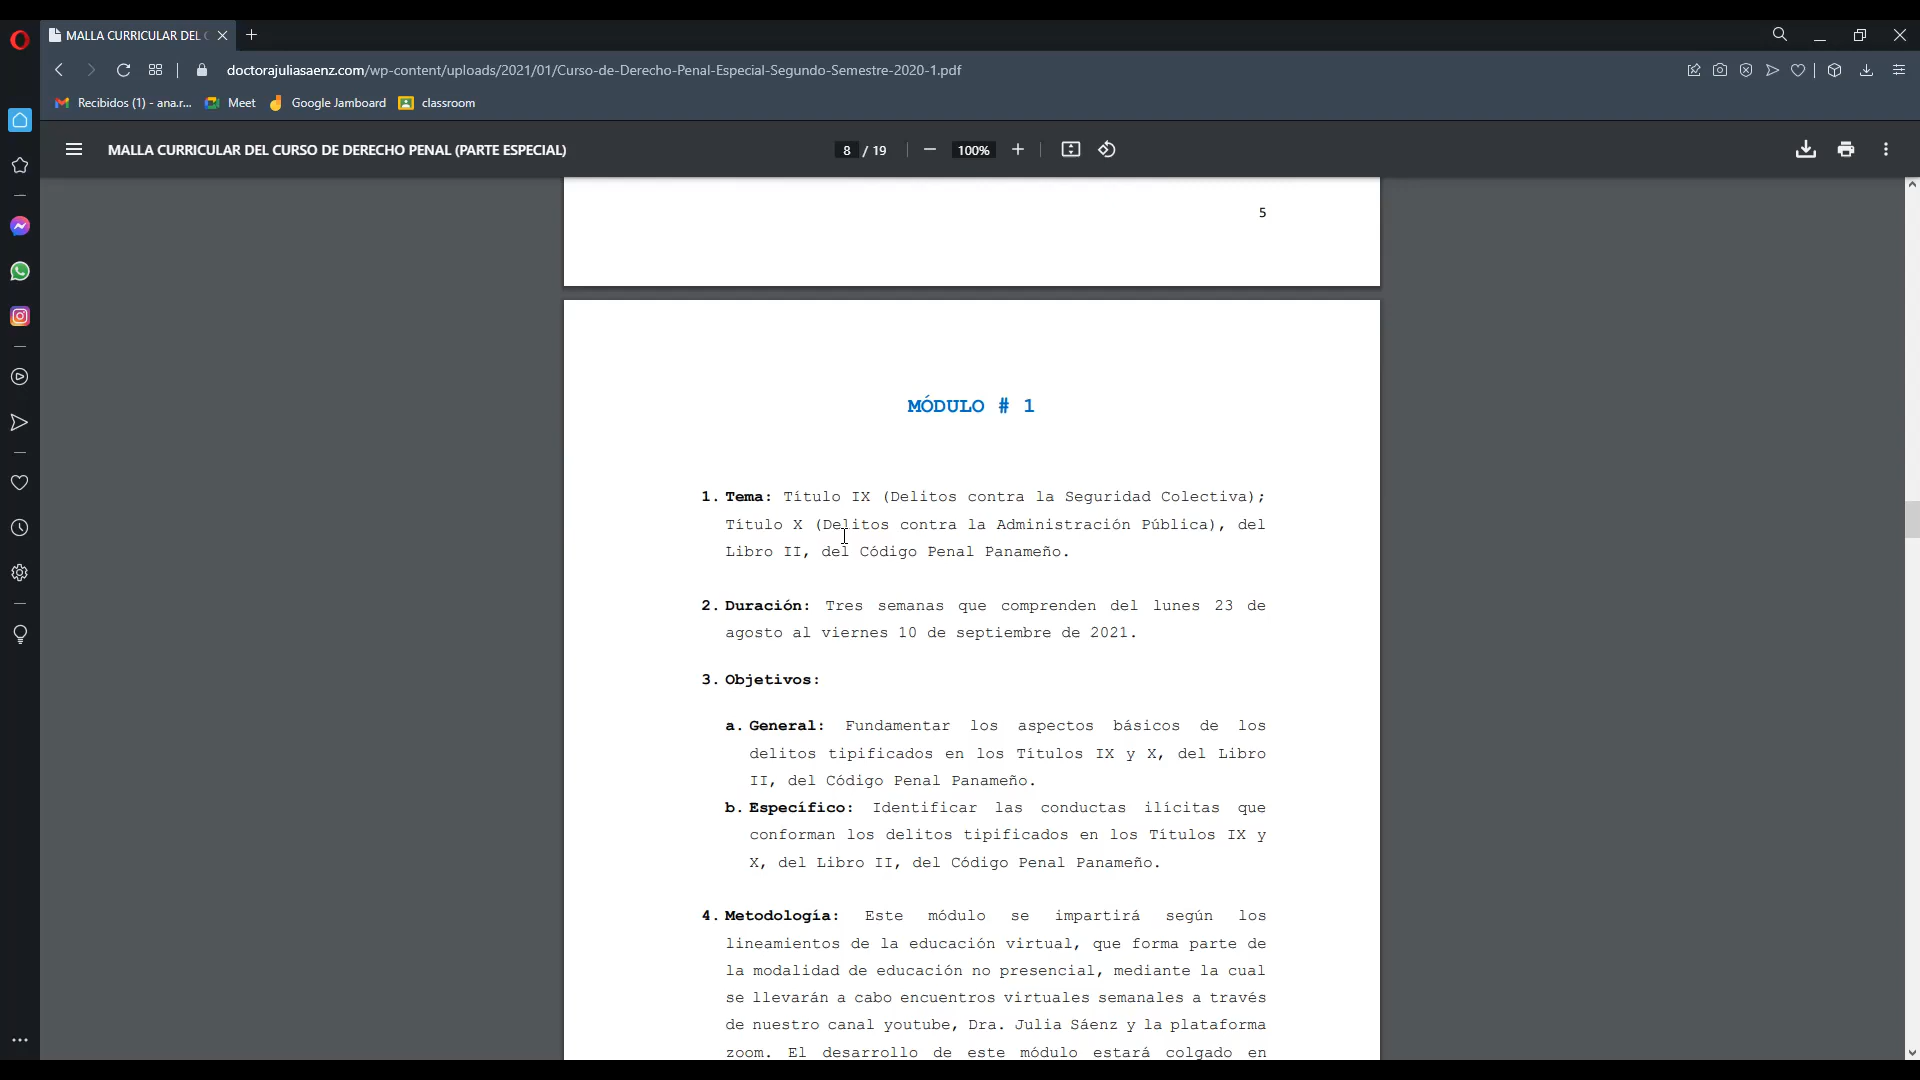 MALLA CURRICULAR DEL
doctorajuliasaenz.com/wp-content/uploads/2021/01/Curso-de-Derecho-Penal-Especial-Segundo-Semestre-2020-1.pdf
Recibidos (1) - ana.r... Meet Google Jamboard classroom
MALLA CURRICULAR DEL CURSO DE DERECHO PENAL (PARTE ESPECIAL) 8 / 19 100%
5
MÓDULO # 1
1. Tema: Título IX (Delitos contra la Seguridad Colectiva);
Título X (Delitos contra la Administración Pública), del
Libro II, del Código Penal Panameño.
2. Duración: Tres semanas que comprenden del lunes 23 de
agosto al viernes 10 de septiembre de 2021.
3. Objetivos:
a. General: Fundamentar los aspectos básicos de los
delitos tipificados en los Títulos IX y X, del Libro
II, del Código Penal Panameño.
b. Específico: Identificar las conductas ilícitas que
conforman los delitos tipificados en los Títulos IX y
X, del Libro II, del Código Penal Panameño.
4. Metodología: Este módulo se impartirá según los
lineamientos de la educación virtual, que forma parte de
la modalidad de educación no presencial, mediante la cual
se llevarán a cabo encuentros virtuales semanales a través
de nuestro canal youtube, Dra. Julia Sáenz y la plataforma
zoom. El desarrollo de este módulo estará colgado en